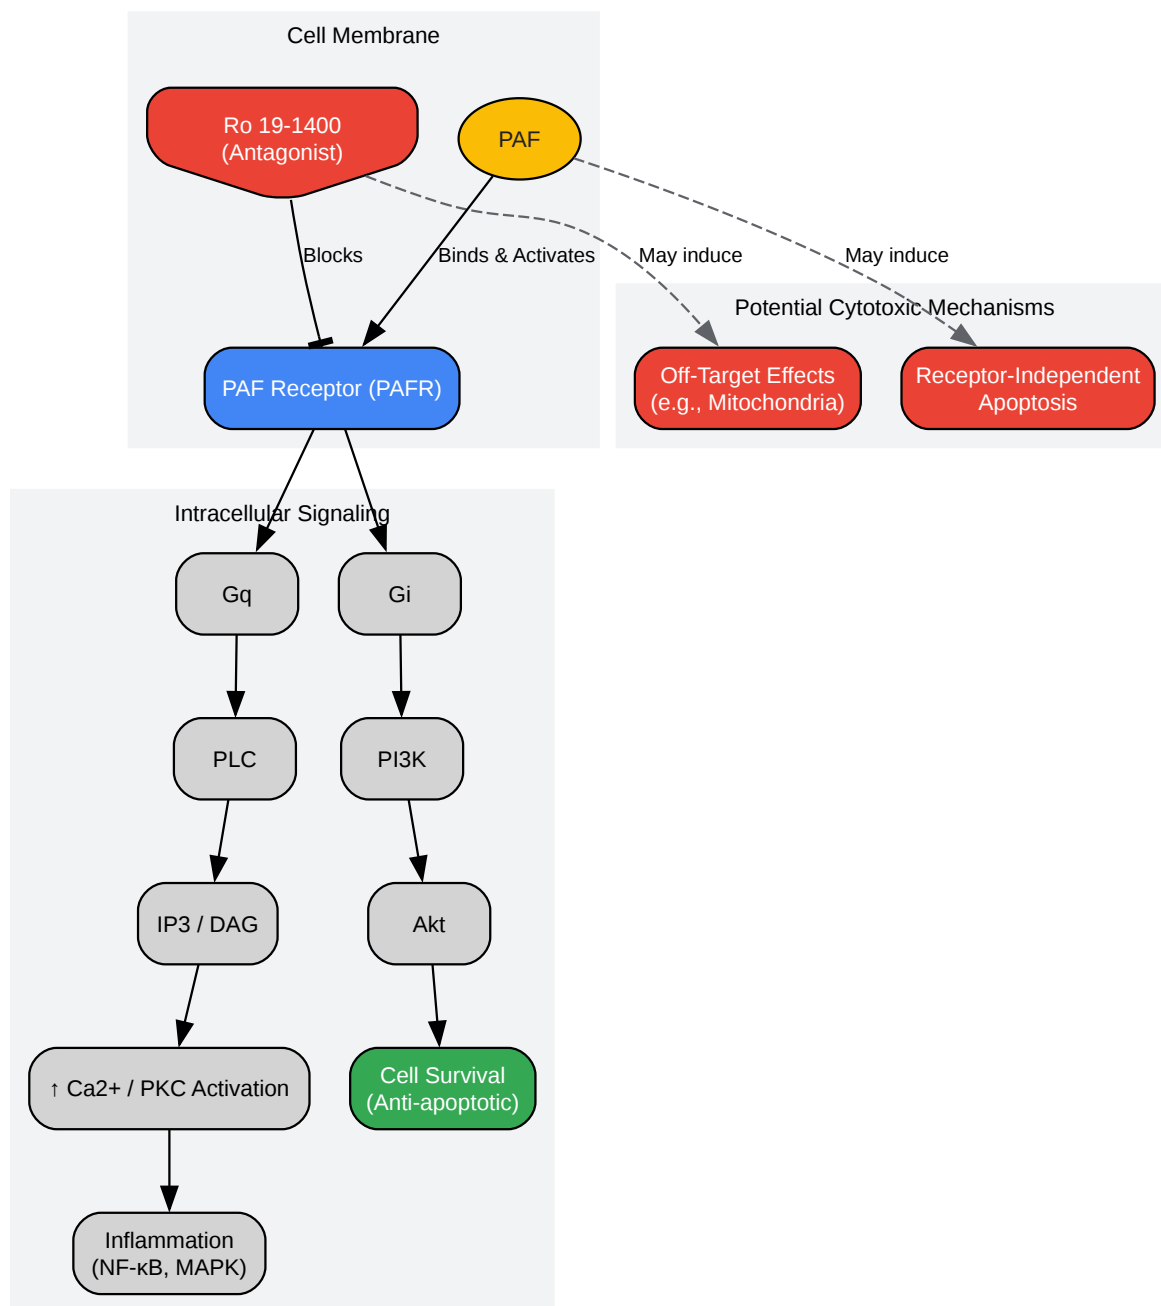 Cell Membrane
Ro 19-1400
(Antagonist)
PAF
Blocks
Binds & Activates
May induce
May induce
Potential Cytotoxic Mechanisms
PAF Receptor (PAFR)
Off-Target Effects
(e.g., Mitochondria)
Receptor-Independent
Apoptosis
Intracellular Signaling
Gq
Gi
PLC
PI3K
IP3 / DAG
Akt
↑ Ca2+ / PKC Activation
Cell Survival
(Anti-apoptotic)
Inflammation
(NF-κB, MAPK)